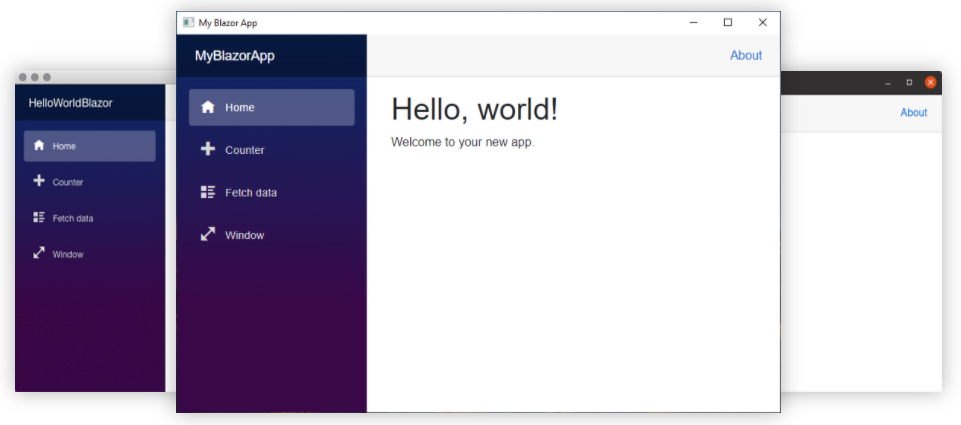 My Blazor App
MyBlazorApp
About
Home
Counter
Fetch data
Window
Hello, world!
Welcome to your new app.
HelloWorldBlazor
Home
Counter
Fetch data
Window
About